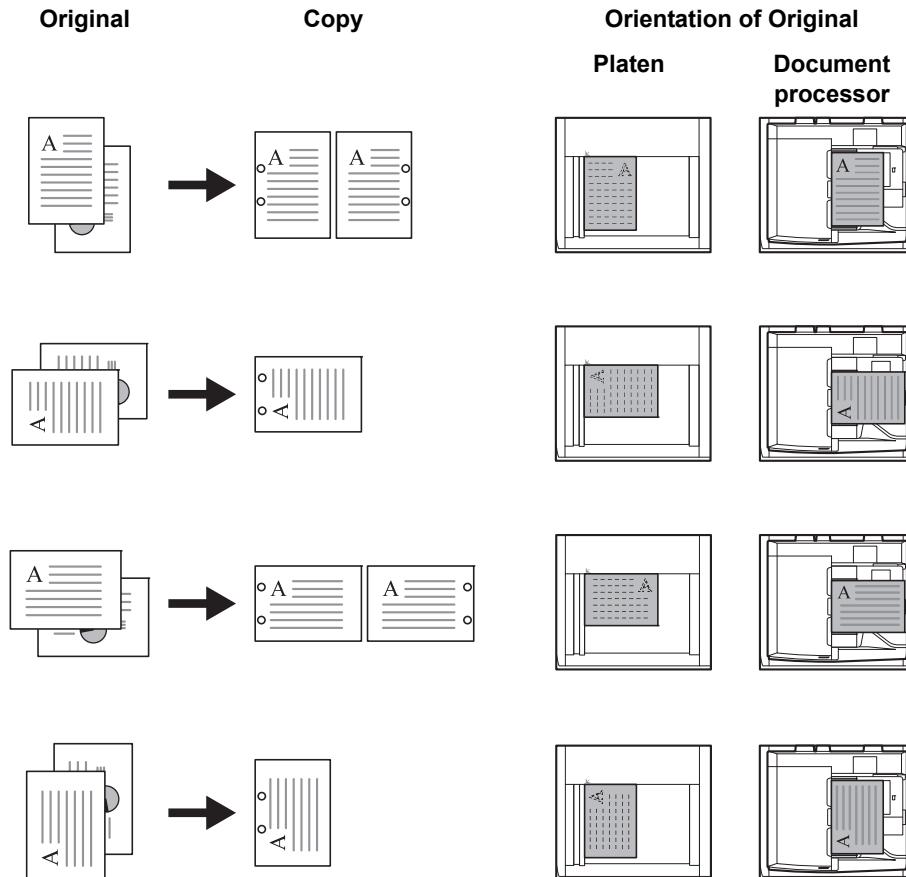 Original Copy Orientation of Original
Platen Document
processor
A A A A A
A A A A
A A A A A
A A A A